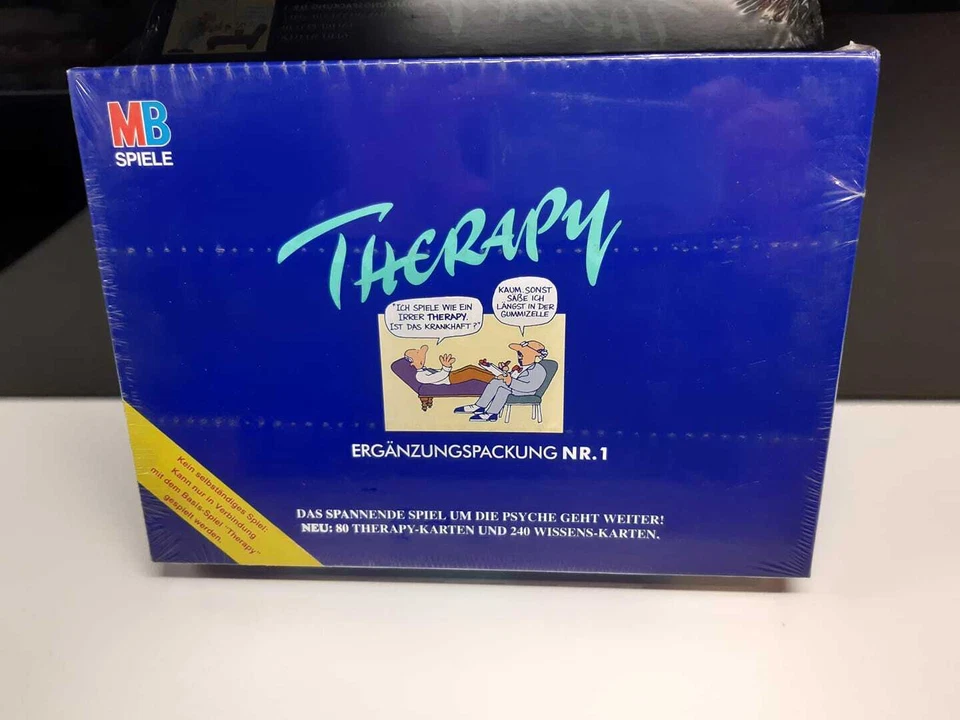 MB
SPIELE
THERAPY
"ICH SPIELE WIE EIN
IRRER THERAPY.
IST DAS KRANKHAFT?"
KAUM. SONST
SÄßE ICH
LÄNGST IN DER
GUMMIZELLE
ERGÄNZUNGSPACKUNG NR. 1
Kein selbständiges Spiel:
Kann nur in Verbindung
mit dem Basis-Spiel "Therapy"
gespielt werden.
DAS SPANNENDE SPIEL UM DIE PSYCHE GEHT WEITER!
NEU: 80 THERAPY-KARTEN UND 240 WISSENS-KARTEN.